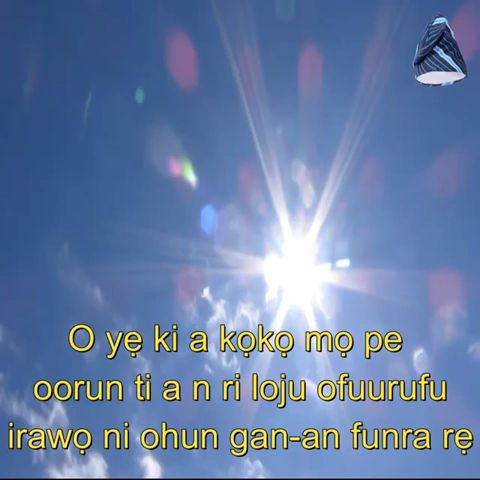 O yẹ ki a kọkọ mọ pe
oorun ti a n ri loju ofuurufu
irawọ ni ohun gan-an funra rẹ